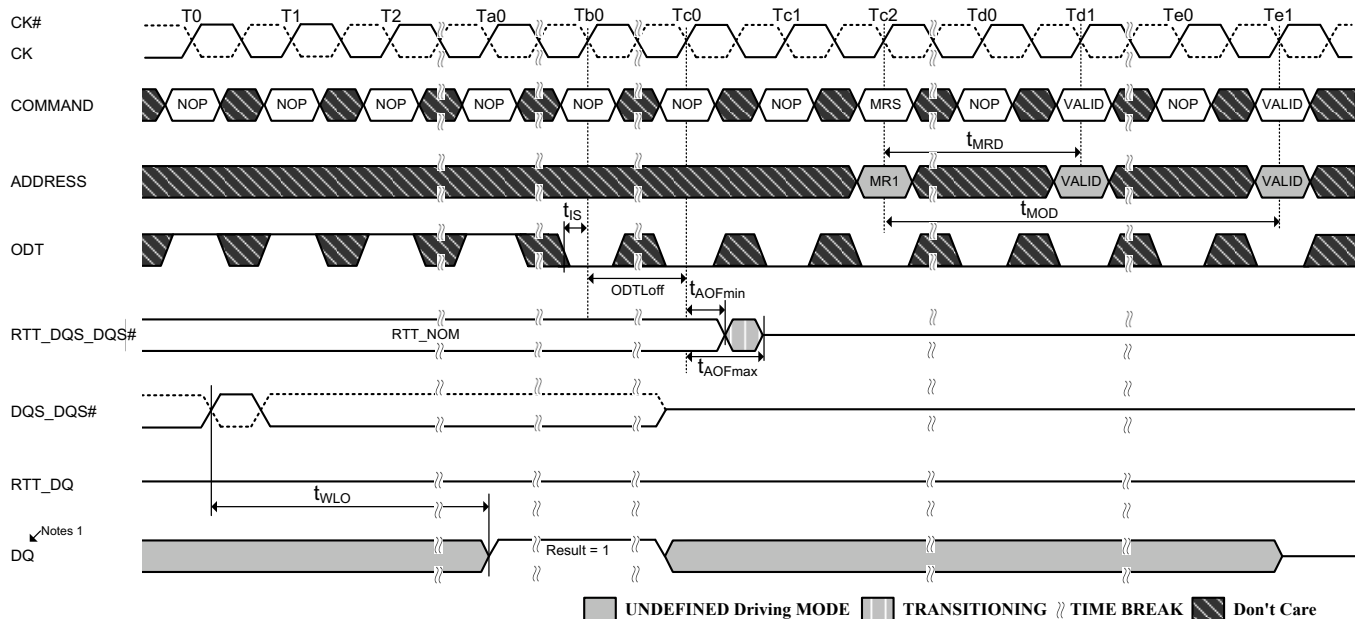 CK#
CK
T0 T1 T2 Ta0 Tb0 Tc0 Tc1 Tc2 Td0 Td1 Te0 Te1
COMMAND NOP NOP NOP NOP NOP NOP NOP MRS NOP VALID NOP VALID
tMRD
ADDRESS MR1 VALID VALID
tIS tMOD
ODT
ODTLoff tAOFmin
RTT_DQS_DQS# RTT_NOM
tAOFmax
DQS_DQS#
RTT_DQ
tWLO
Notes 1
DQ Result = 1
UNDEFINED Driving MODE TRANSITIONING TIME BREAK Don't Care